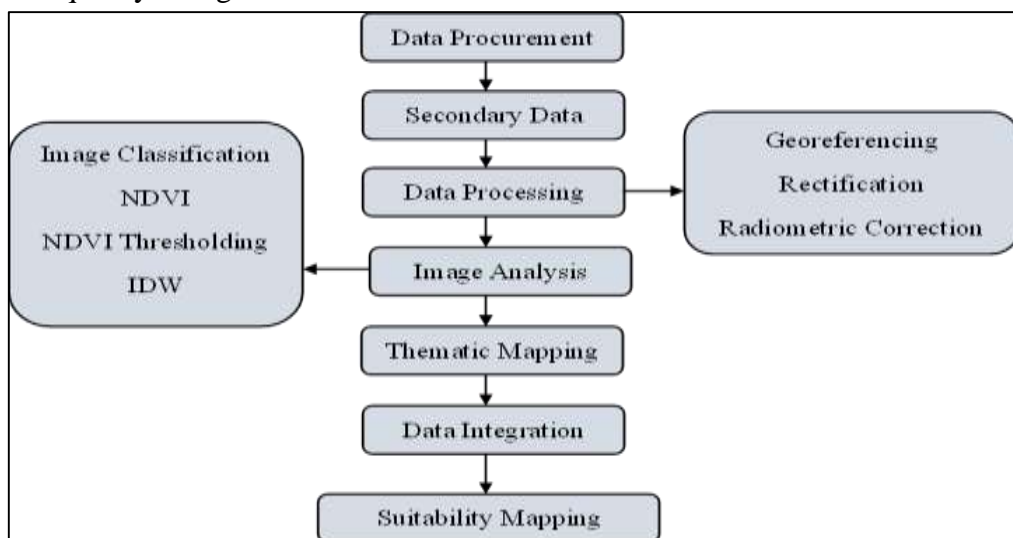 Data Procurement
Secondary Data
Data Processing
Georeferencing
Rectification
Radiometric Correction
Image Analysis
Image Classification
NDVI
NDVI Thresholding
IDW
Thematic Mapping
Data Integration
Suitability Mapping